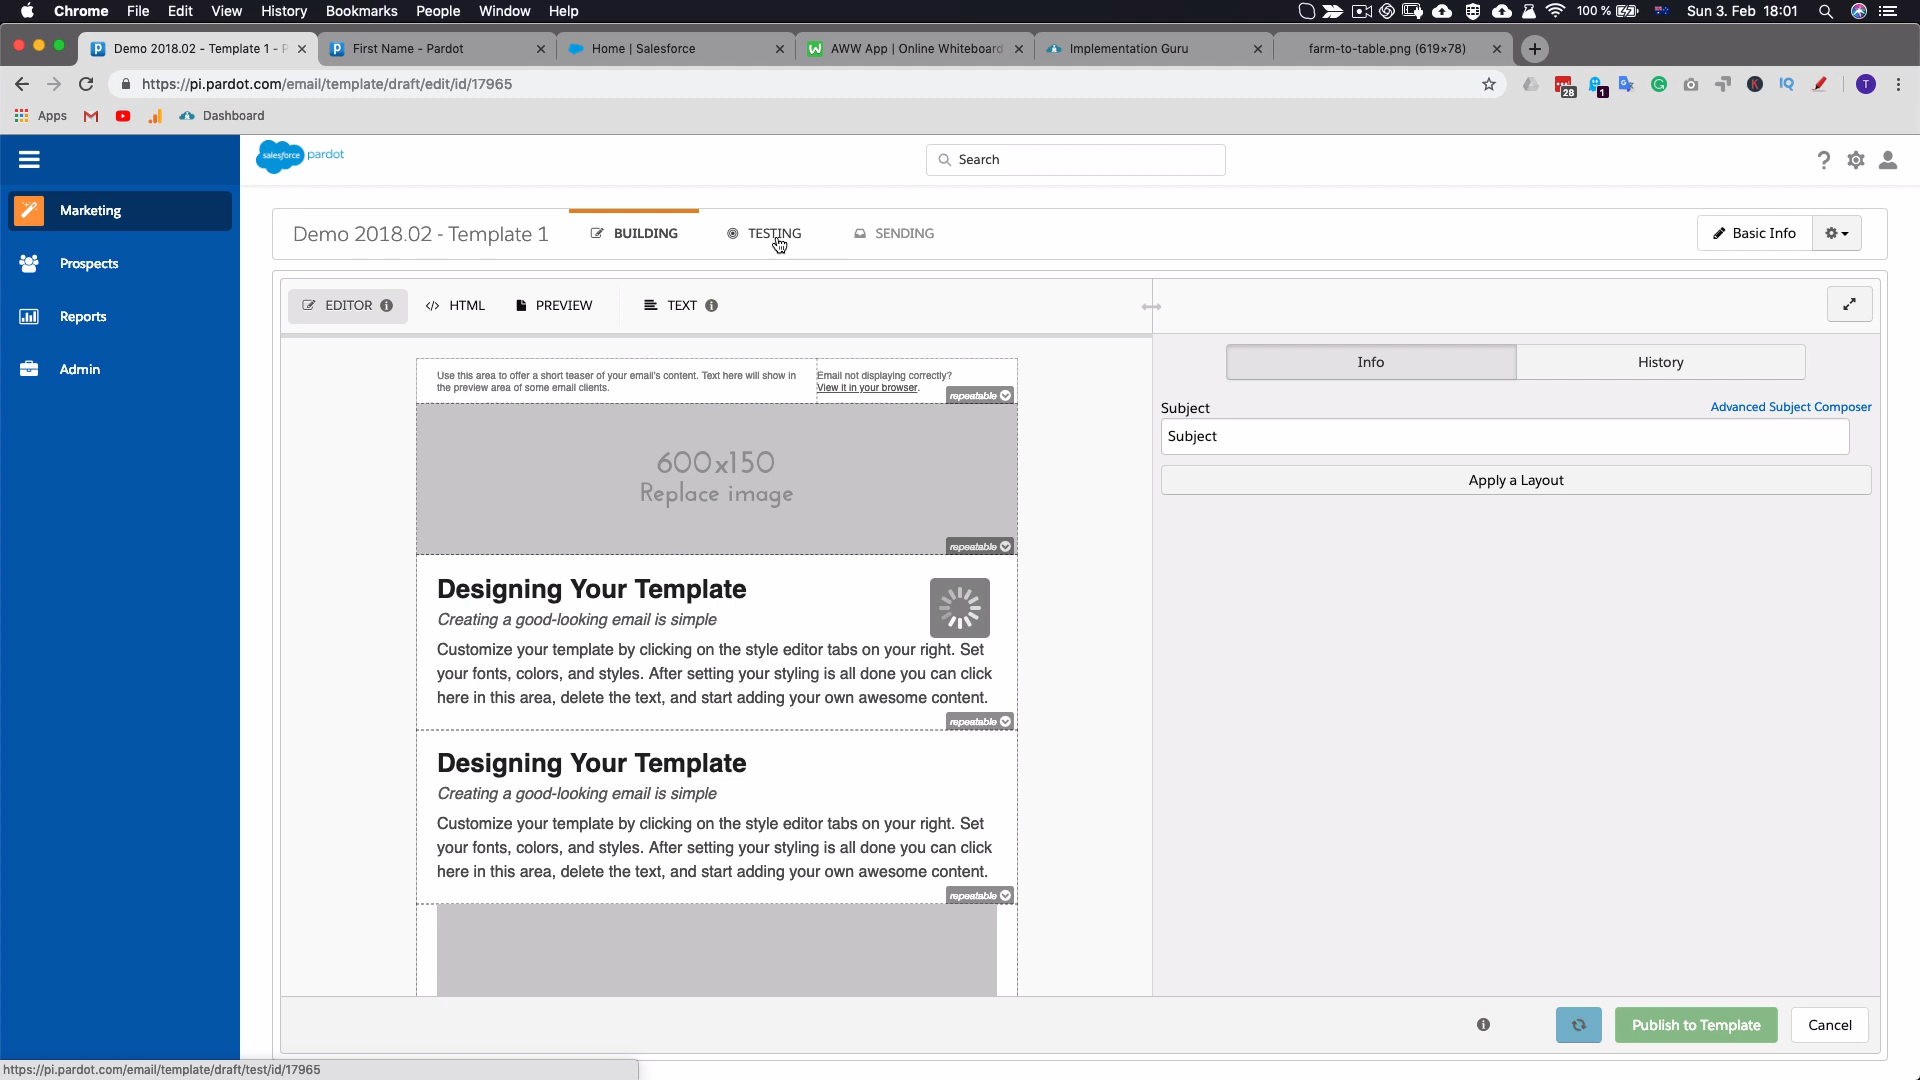 Chrome File Edit View History Bookmarks People Window Help 100 % Sun 3. Feb 18:01
Demo 2018.02 - Template 1 - P First Name - Pardot Home | Salesforce AWW App | Online Whiteboard Implementation Guru farm-to-table.png (619×78)
https://pi.pardot.com/email/template/draft/edit/id/17965 28 1 IQ T
Apps Dashboard
salesforce pardot Search
Marketing
Prospects
Reports
Admin
Demo 2018.02 - Template 1 BUILDING TESTING SENDING Basic Info
EDITOR HTML PREVIEW TEXT
Info History
Subject Advanced Subject Composer
Subject
Apply a Layout
Use this area to offer a short teaser of your email's content. Text here will show in
the preview area of some email clients.
Email not displaying correctly?
View it in your browser.
repeatable
600x150
Replace image
repeatable
Designing Your Template
Creating a good-looking email is simple
Customize your template by clicking on the style editor tabs on your right. Set
your fonts, colors, and styles. After setting your styling is all done you can click
here in this area, delete the text, and start adding your own awesome content.
repeatable
Designing Your Template
Creating a good-looking email is simple
Customize your template by clicking on the style editor tabs on your right. Set
your fonts, colors, and styles. After setting your styling is all done you can click
here in this area, delete the text, and start adding your own awesome content.
repeatable
Publish to Template Cancel
https://pi.pardot.com/email/template/draft/test/id/17965